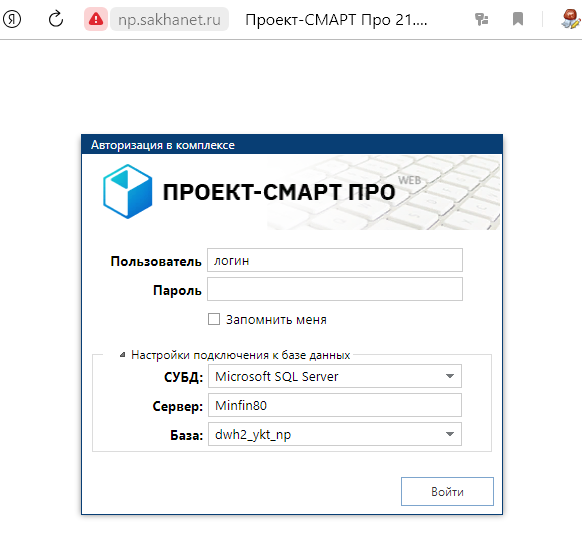 np.sakhanet.ru Проект-СМАРТ Про 21....
Авторизация в комплексе
ПРОЕКТ-СМАРТ ПРО WEB
Пользователь логин
Пароль
Запомнить меня
Настройки подключения к базе данных
СУБД: Microsoft SQL Server
Сервер: Minfin80
База: dwh2_ykt_np
Войти